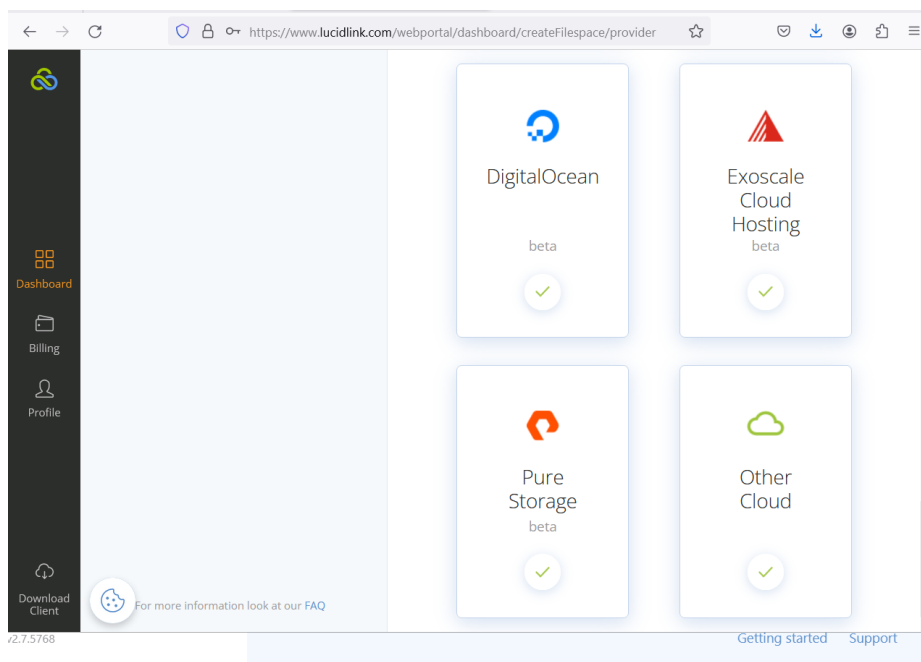 https://www.lucidlink.com/webportal/dashboard/createFilespace/provider
Dashboard
Billing
Profile
Download
Client
v2.7.5768
DigitalOcean
beta
Exoscale
Cloud
Hosting
beta
Pure
Storage
beta
Other
Cloud
For more information look at our FAQ
Getting started Support